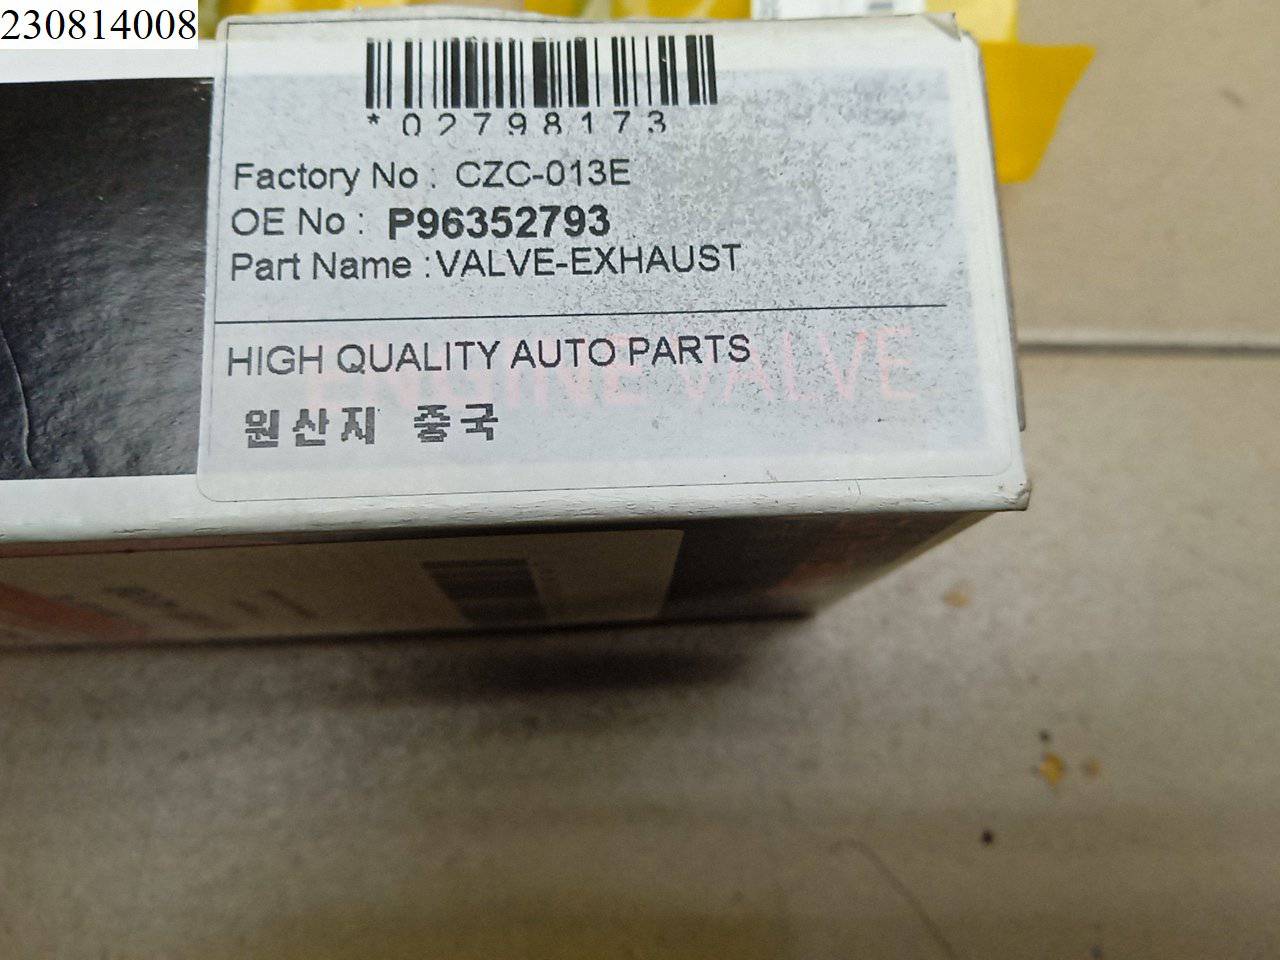 230814008
*02798173
Factory No : CZC-013E
OE No : P96352793
Part Name :VALVE-EXHAUST
HIGH QUALITY AUTO PARTS
ENGINE VALVE
원산지 중국